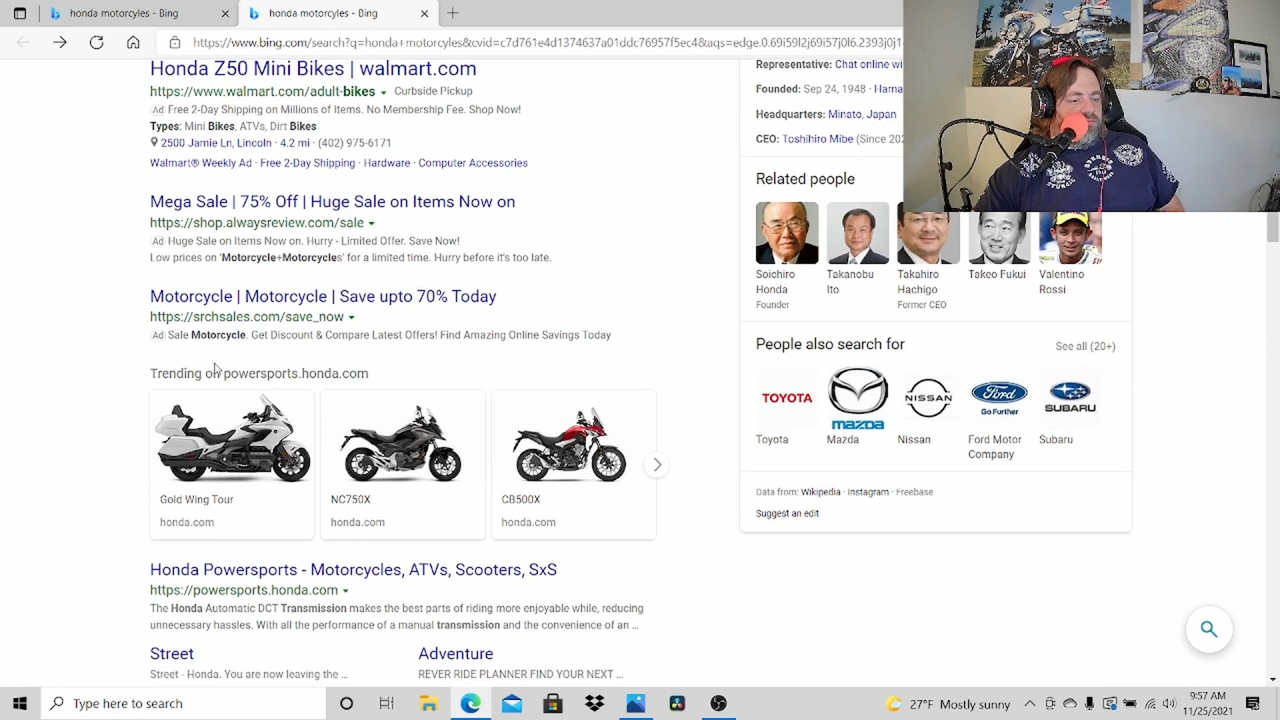 honda motorcyles - Bing
honda motorcyles - Bing
https://www.bing.com/search?q=honda+motorcyles&cvid=c7d761e4d1374637a01ddc76957f5ec4&aqs=edge.0.69i59l2j69i57j0l6.2393j0j1
Honda Z50 Mini Bikes | walmart.com
https://www.walmart.com/adult-bikes Curbside Pickup
Ad Free 2-Day Shipping on Millions of Items. No Membership Fee. Shop Now!
Types: Mini Bikes, ATVs, Dirt Bikes
2500 Jamie Ln, Lincoln · 4.2 mi · (402) 975-6171
Walmart® Weekly Ad · Free 2-Day Shipping · Hardware · Computer Accessories
Mega Sale | 75% Off | Huge Sale on Items Now on
https://shop.alwaysreview.com/sale
Ad Huge Sale on Items Now on. Hurry - Limited Offer. Save Now!
Low prices on 'Motorcycle+Motorcycles' for a limited time. Hurry before it's too late.
Motorcycle | Motorcycle | Save upto 70% Today
https://srchsales.com/save_now
Ad Sale Motorcycle. Get Discount & Compare Latest Offers! Find Amazing Online Savings Today
Trending on powersports.honda.com
Gold Wing Tour
honda.com
NC750X
honda.com
CB500X
honda.com
Honda Powersports - Motorcycles, ATVs, Scooters, SxS
https://powersports.honda.com
The Honda Automatic DCT Transmission makes the best parts of riding more enjoyable while, reducing
unnecessary hassles. With all the performance of a manual transmission and the convenience of an ...
Street
Street - Honda. You are now leaving the ...
Adventure
REVER RIDE PLANNER FIND YOUR NEXT ...
Representative: Chat online wi
Founded: Sep 24, 1948 · Hama
Headquarters: Minato, Japan
CEO: Toshihiro Mibe (Since 202
Related people
Soichiro
Honda
Founder
Takanobu
Ito
Takahiro
Hachigo
Former CEO
Takeo Fukui
Valentino
Rossi
People also search for
See all (20+)
TOYOTA
mazda
NISSAN
Ford
Go Further
SUBARU
Toyota
Mazda
Nissan
Ford Motor
Company
Subaru
Data from: Wikipedia · Instagram · Freebase
Suggest an edit
Type here to search
27°F Mostly sunny
9:57 AM
11/25/2021